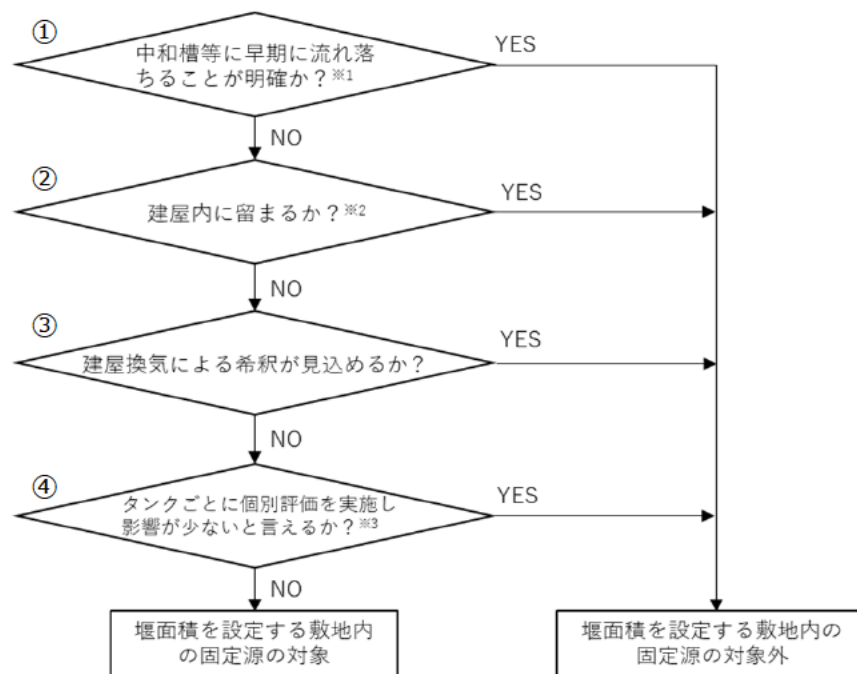 ①
中和槽等に早期に流れ落
ちることが明確か？※1
YES
NO
②
建屋内に留まるか？※2
YES
NO
③
建屋換気による希釈が見込めるか？
YES
NO
④
タンクごとに個別評価を実施し
影響が少ないと言えるか？※3
YES
NO
堰面積を設定する敷地内
の固定源の対象
堰面積を設定する敷地内の
固定源の対象外